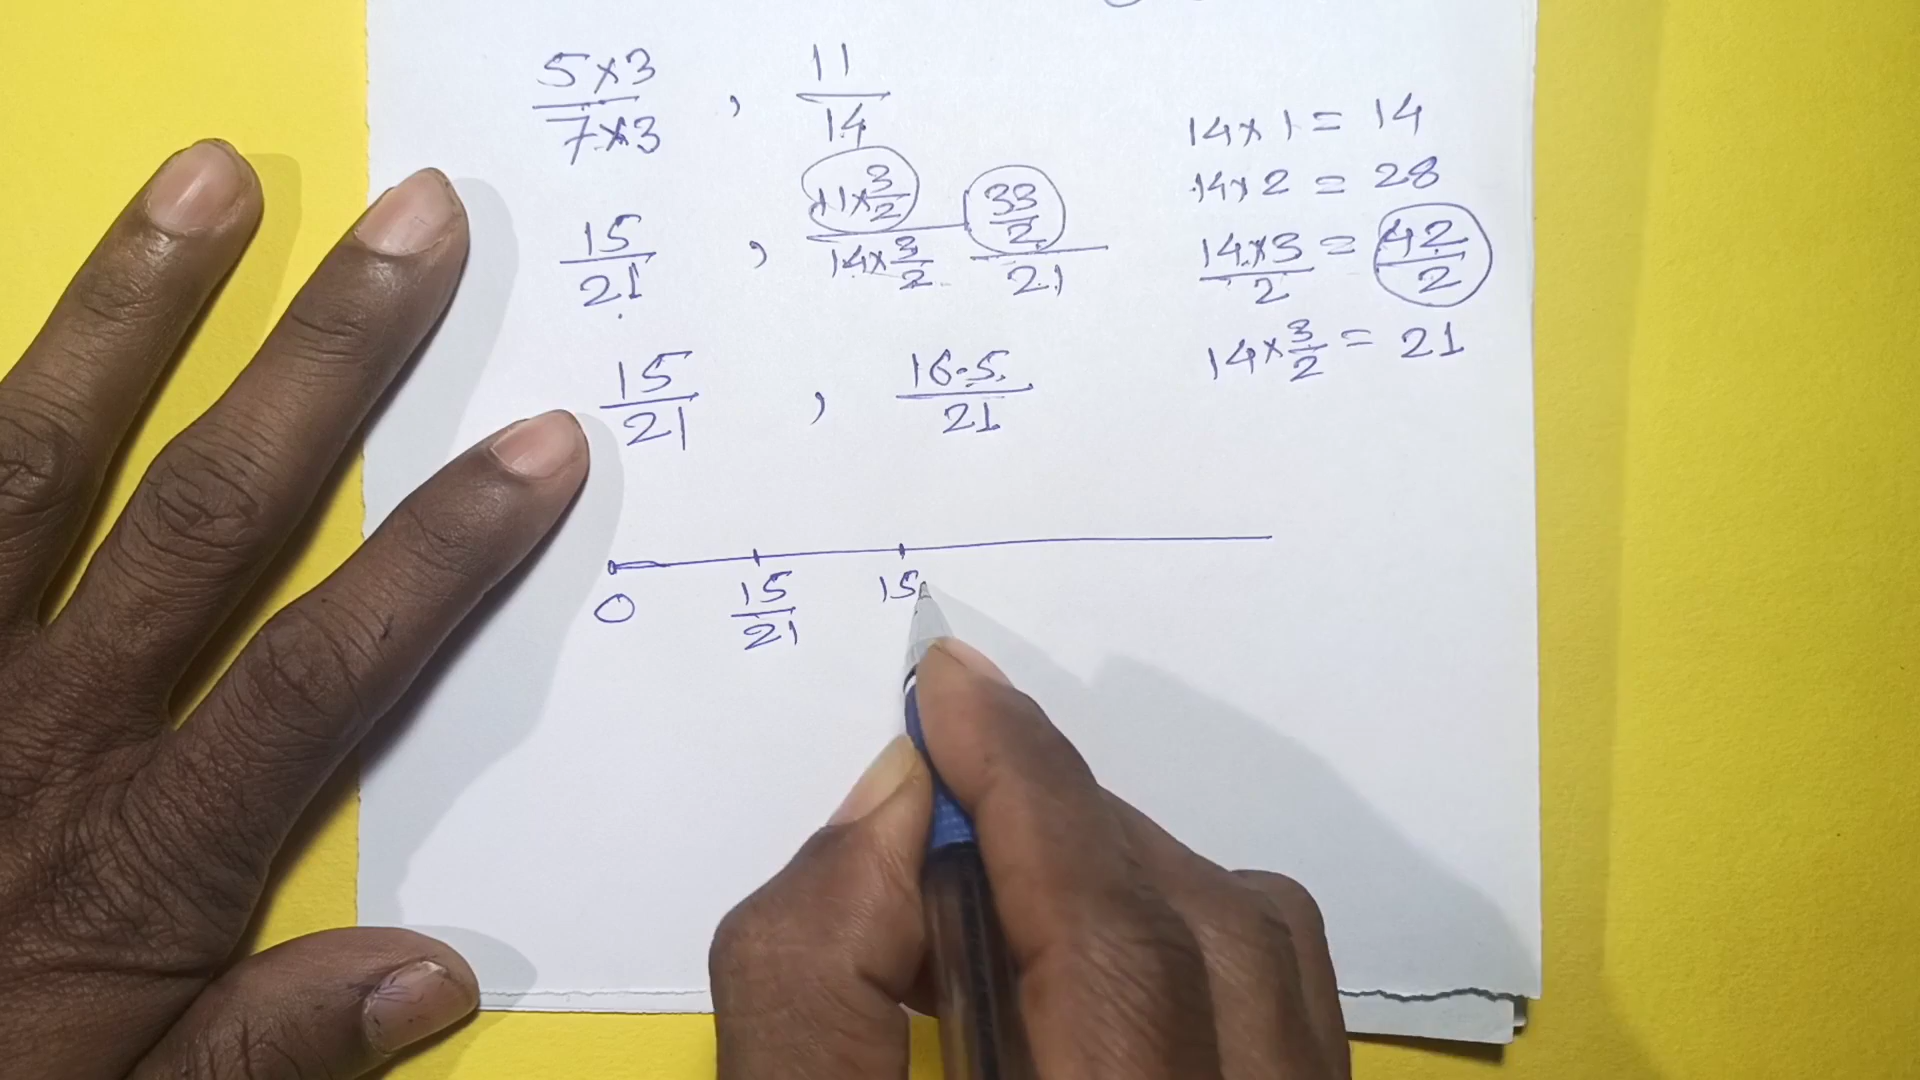 5×3/7×3 , 11/14
14×1 = 14
14×2 = 28
15/21 , 11×3/2 / 14×3/2 33/2 / 21
14×3/2 = 42/2
14×3/2 = 21
15/21 , 16.5/21
0 15/21 15